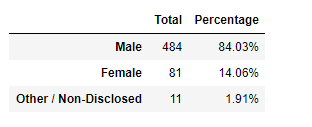 Total Percentage
Male 484 84.03%
Female 81 14.06%
Other / Non-Disclosed 11 1.91%